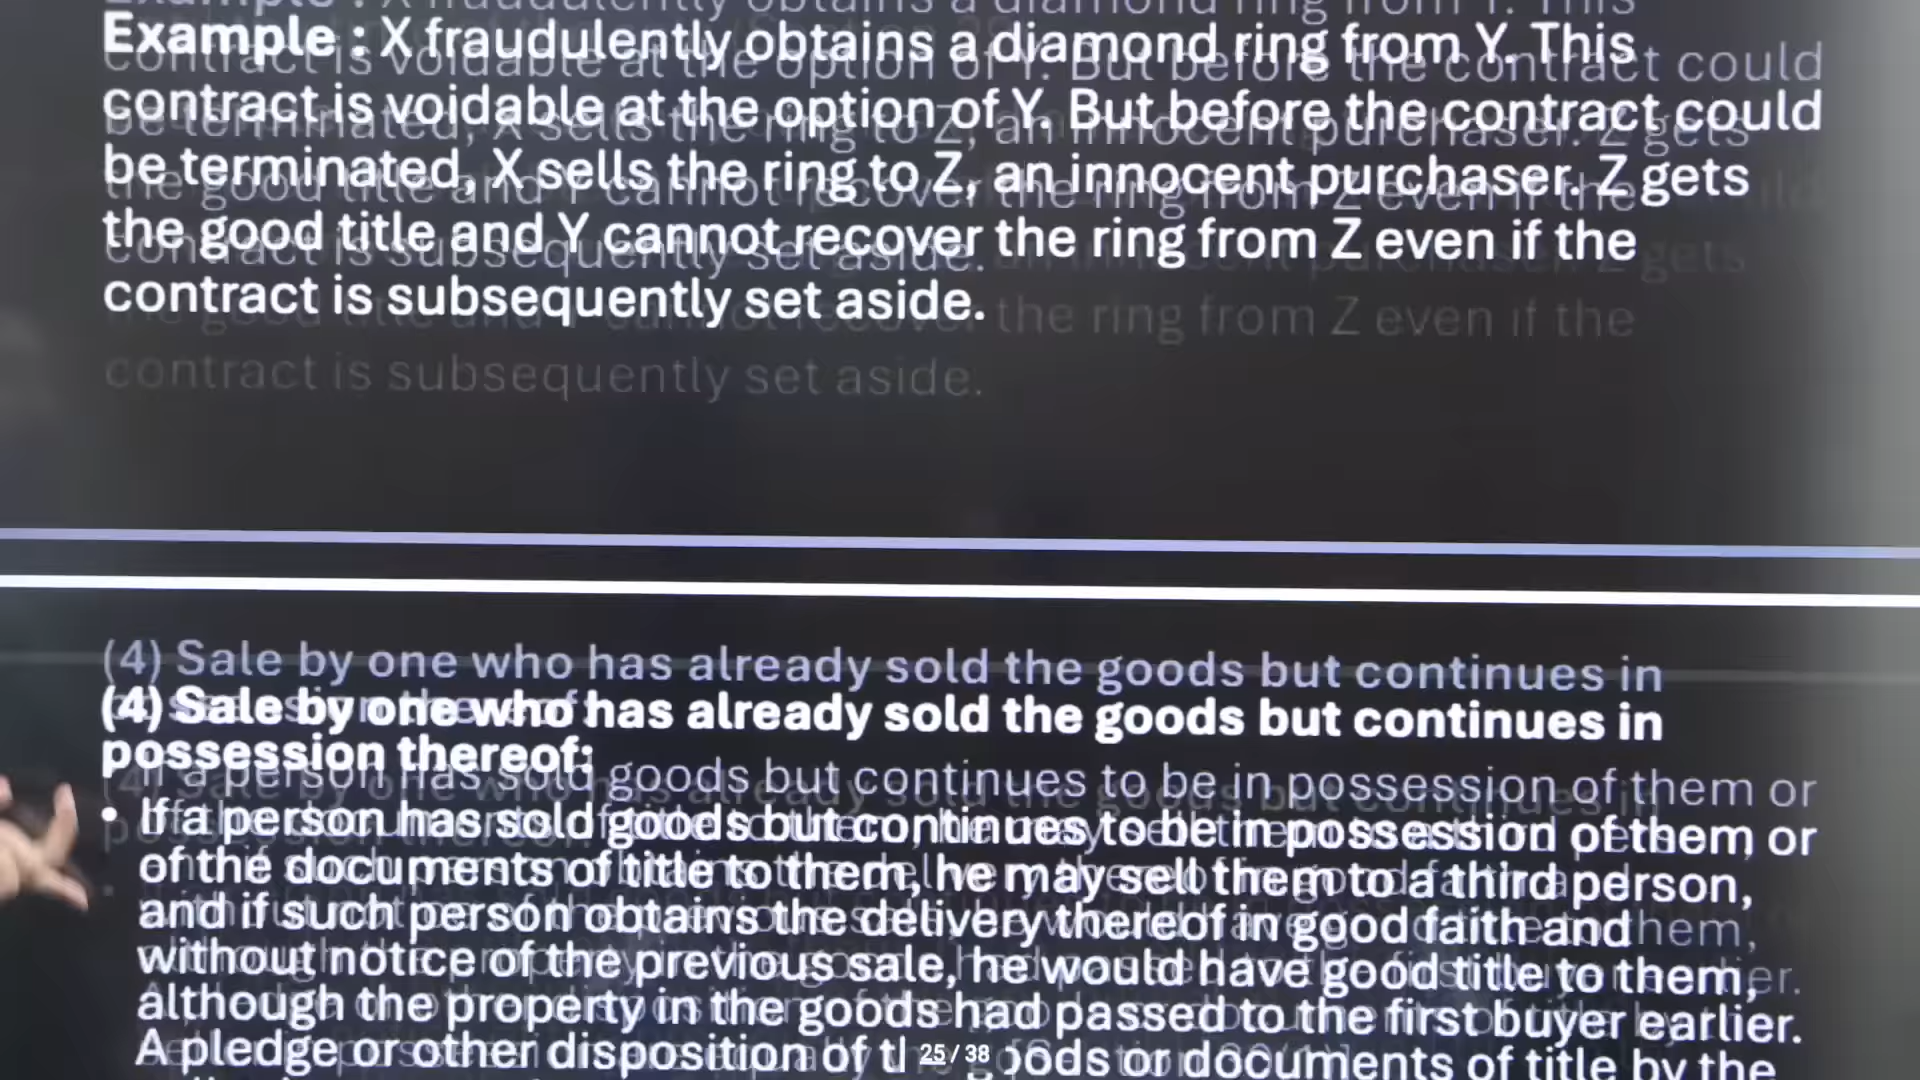 Example : X fraudulently obtains a diamond ring from Y. This
contract is voidable at the option of Y. But before the contract could
be terminated, X sells the ring to Z, an innocent purchaser. Z gets
the good title and Y cannot recover the ring from Z even if the
contract is subsequently set aside.
(4) Sale by one who has already sold the goods but continues in
possession thereof:
• If a person has sold goods but continues to be in possession of them or
of the documents of title to them, he may sell them to a third person,
and if such person obtains the delivery thereof in good faith and
without notice of the previous sale, he would have good title to them,
although the property in the goods had passed to the first buyer earlier.
A pledge or other disposition of goods or documents of title by the
25 / 38